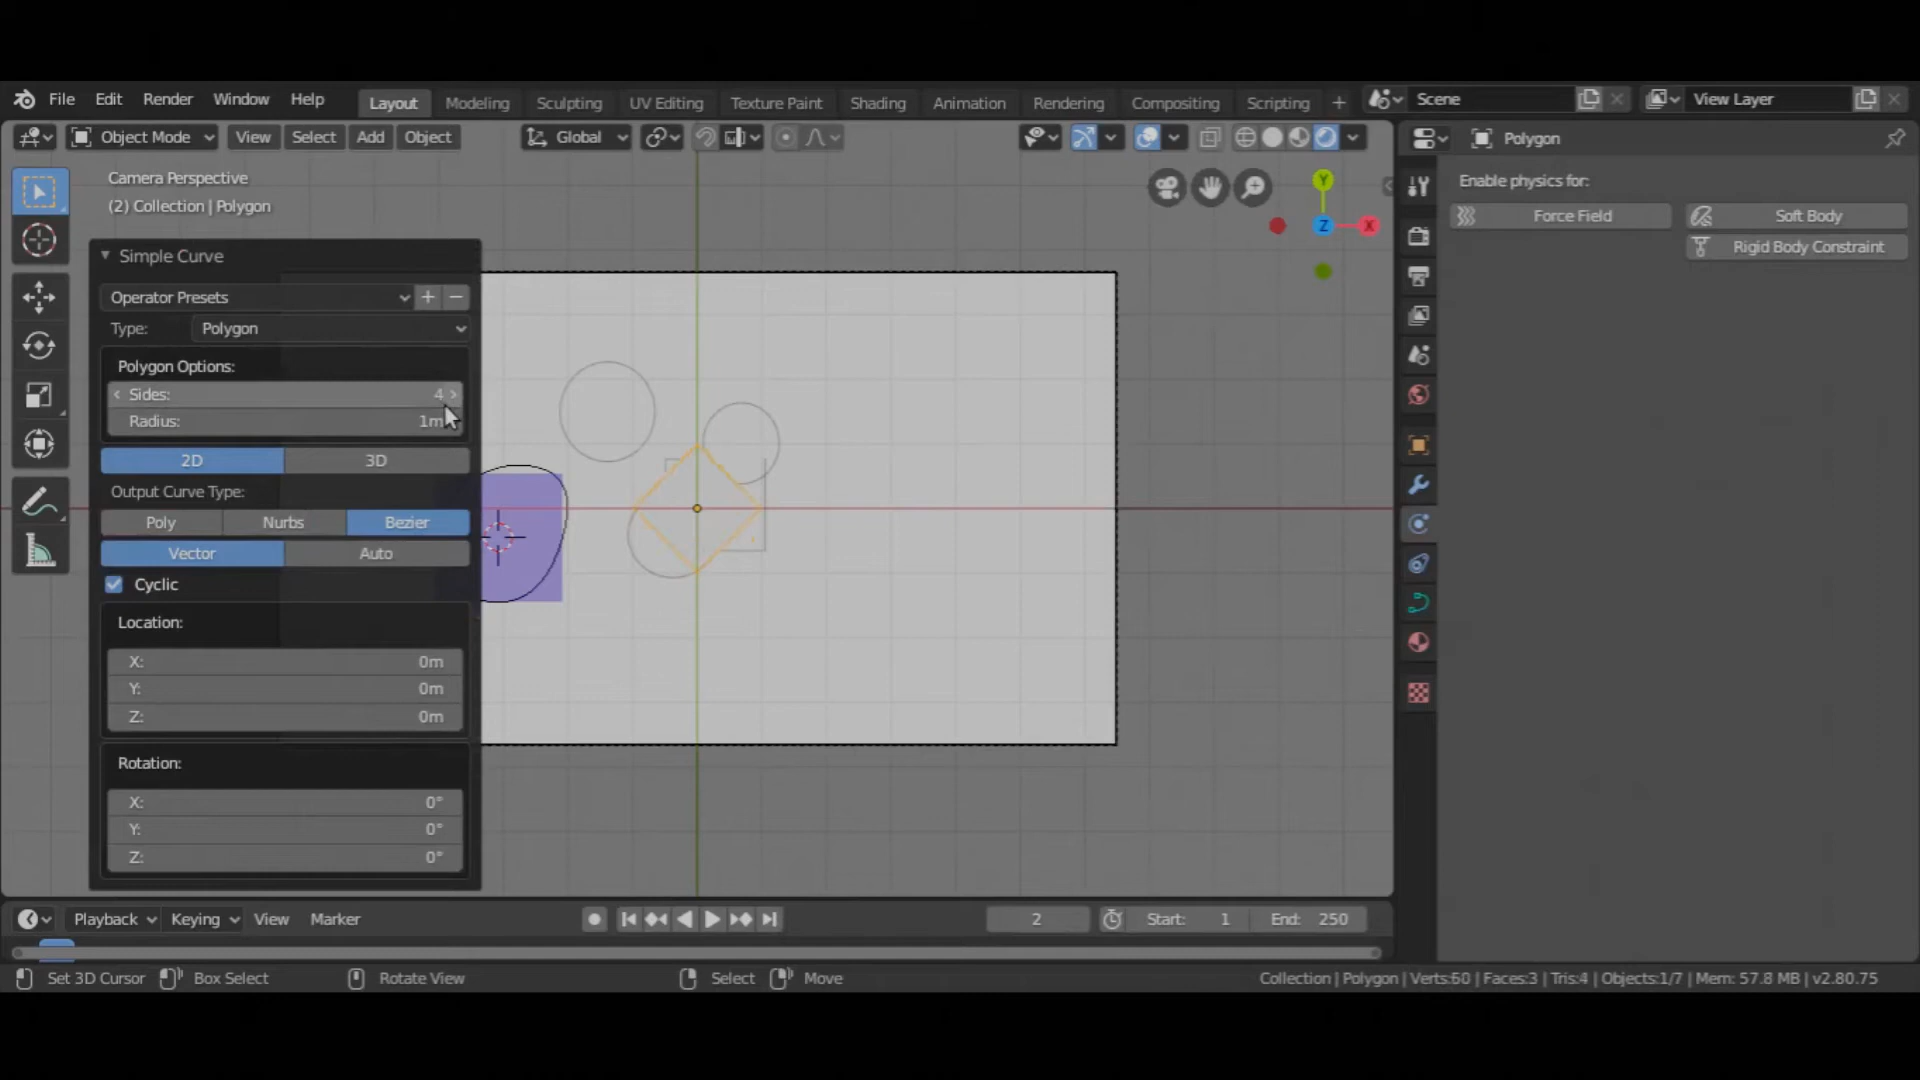 File Edit Render Window Help Layout Modeling Sculpting UV Editing Texture Paint Shading Animation Rendering Compositing Scripting + Scene View Layer
Object Mode View Select Add Object Global Polygon
Camera Perspective
(2) Collection | Polygon
Y
Z
X
Enable physics for:
Force Field Soft Body
Rigid Body Constraint
Simple Curve
Operator Presets + −
Type: Polygon
Polygon Options:
Sides: 4
Radius: 1m
2D 3D
Output Curve Type:
Poly Nurbs Bezier
Vector Auto
Cyclic
Location:
X: 0m
Y: 0m
Z: 0m
Rotation:
X: 0°
Y: 0°
Z: 0°
Playback Keying View Marker 2 Start: 1 End: 250
Set 3D Cursor Box Select Rotate View Select Move Collection | Polygon | Verts:60 | Faces:3 | Tris:4 | Objects:1/7 | Mem: 57.8 MB | v2.80.75